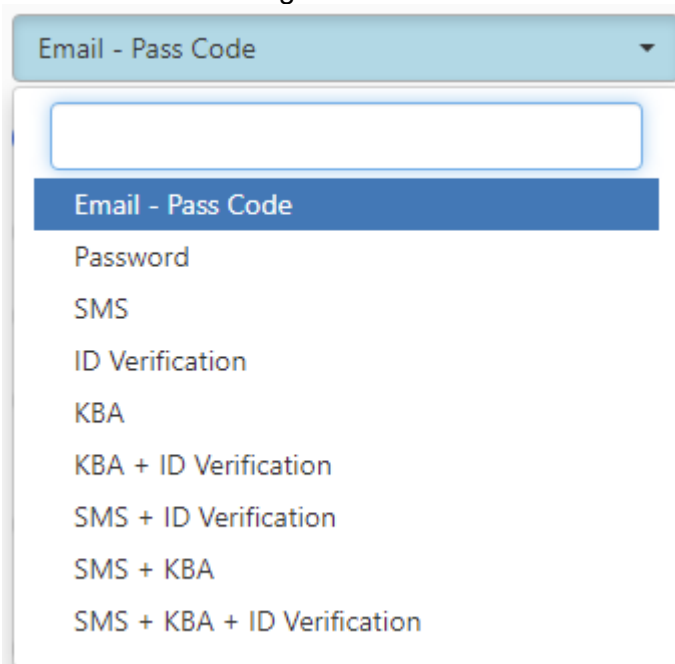 Email - Pass Code
Email - Pass Code
Password
SMS
ID Verification
KBA
KBA + ID Verification
SMS + ID Verification
SMS + KBA
SMS + KBA + ID Verification